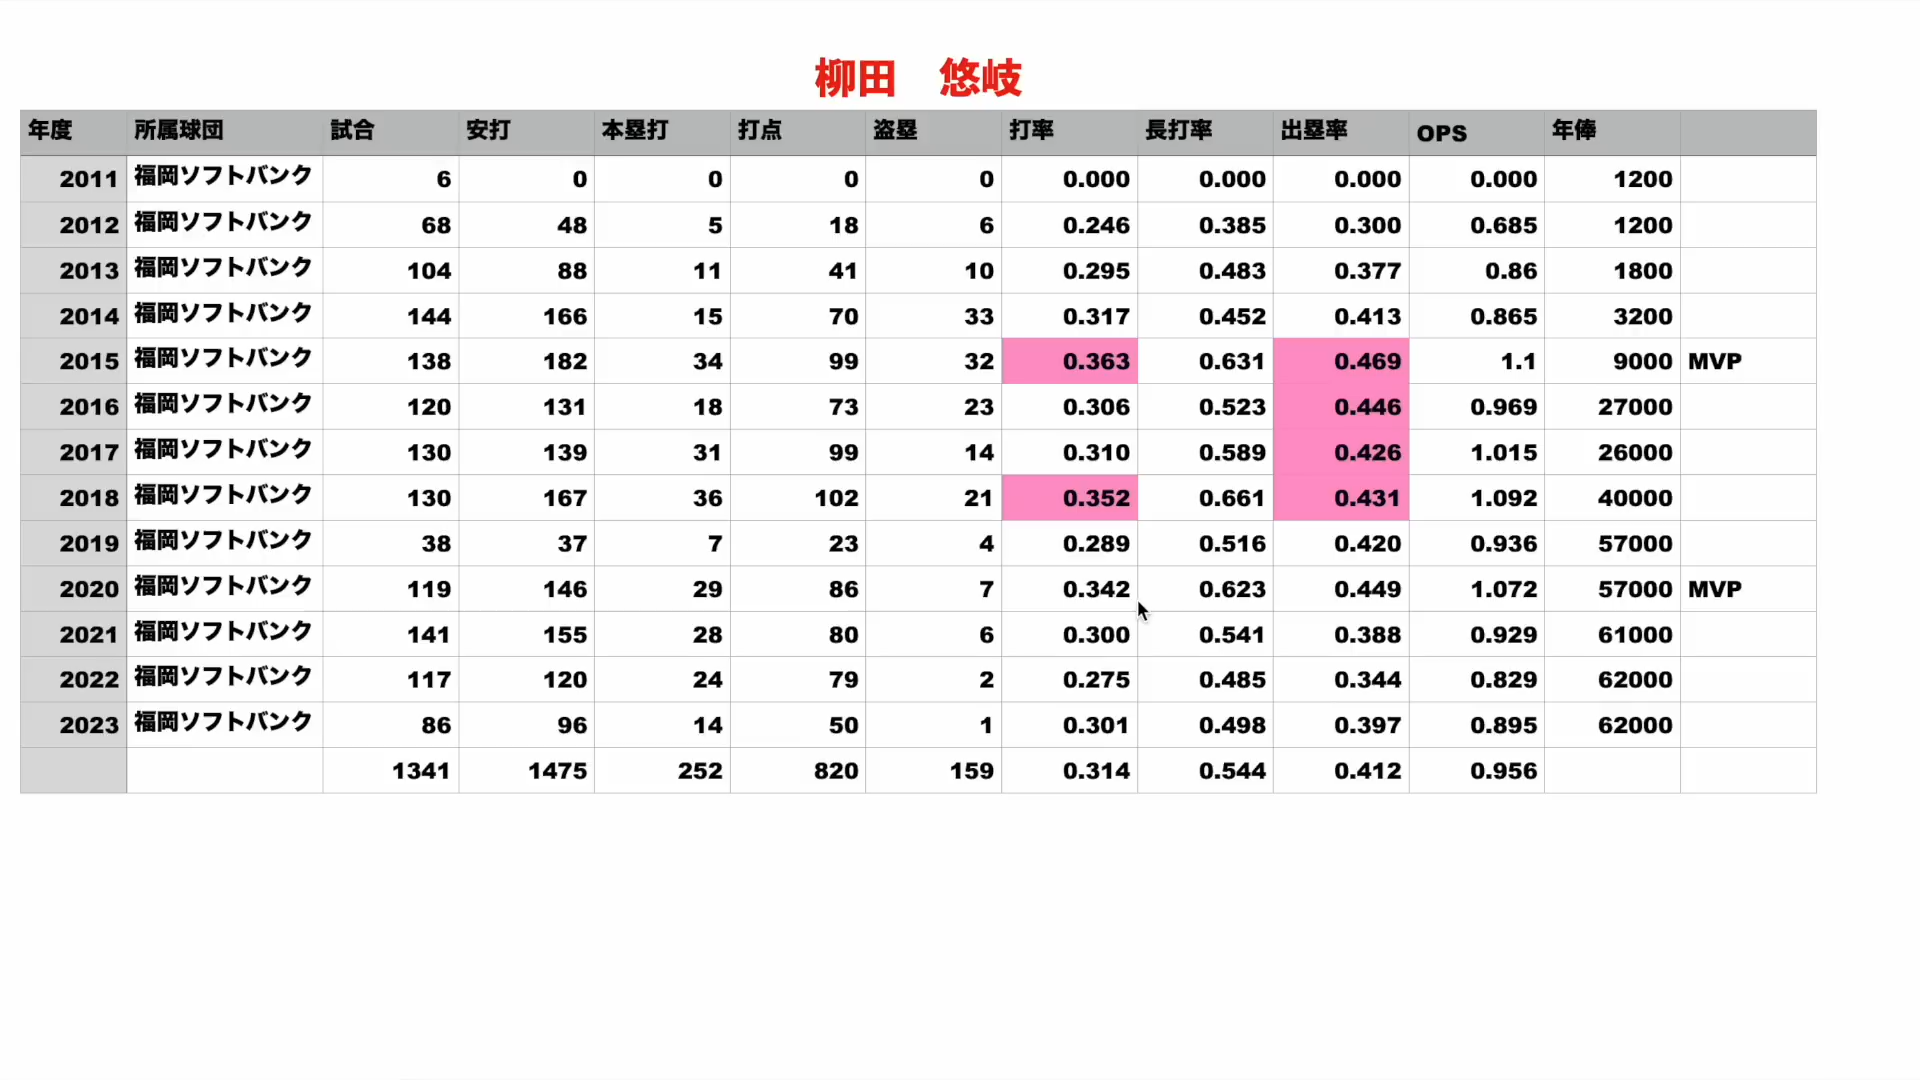 柳田　悠岐
年度 所属球団 試合 安打 本塁打 打点 盗塁 打率 長打率 出塁率 OPS 年俸
2011 福岡ソフトバンク 6 0 0 0 0 0.000 0.000 0.000 0.000 1200
2012 福岡ソフトバンク 68 48 5 18 6 0.246 0.385 0.300 0.685 1200
2013 福岡ソフトバンク 104 88 11 41 10 0.295 0.483 0.377 0.86 1800
2014 福岡ソフトバンク 144 166 15 70 33 0.317 0.452 0.413 0.865 3200
2015 福岡ソフトバンク 138 182 34 99 32 0.363 0.631 0.469 1.1 9000 MVP
2016 福岡ソフトバンク 120 131 18 73 23 0.306 0.523 0.446 0.969 27000
2017 福岡ソフトバンク 130 139 31 99 14 0.310 0.589 0.426 1.015 26000
2018 福岡ソフトバンク 130 167 36 102 21 0.352 0.661 0.431 1.092 40000
2019 福岡ソフトバンク 38 37 7 23 4 0.289 0.516 0.420 0.936 57000
2020 福岡ソフトバンク 119 146 29 86 7 0.342 0.623 0.449 1.072 57000 MVP
2021 福岡ソフトバンク 141 155 28 80 6 0.300 0.541 0.388 0.929 61000
2022 福岡ソフトバンク 117 120 24 79 2 0.275 0.485 0.344 0.829 62000
2023 福岡ソフトバンク 86 96 14 50 1 0.301 0.498 0.397 0.895 62000
1341 1475 252 820 159 0.314 0.544 0.412 0.956